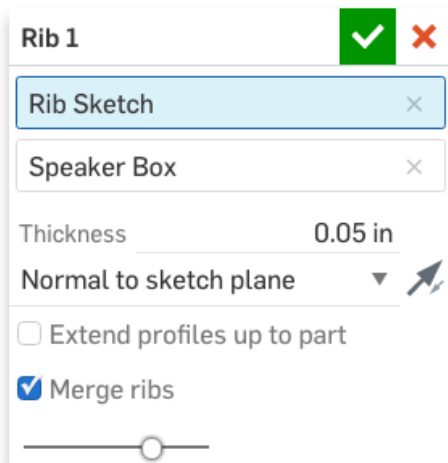 Rib 1
Rib Sketch
Speaker Box
Thickness 0.05 in
Normal to sketch plane
Extend profiles up to part
Merge ribs